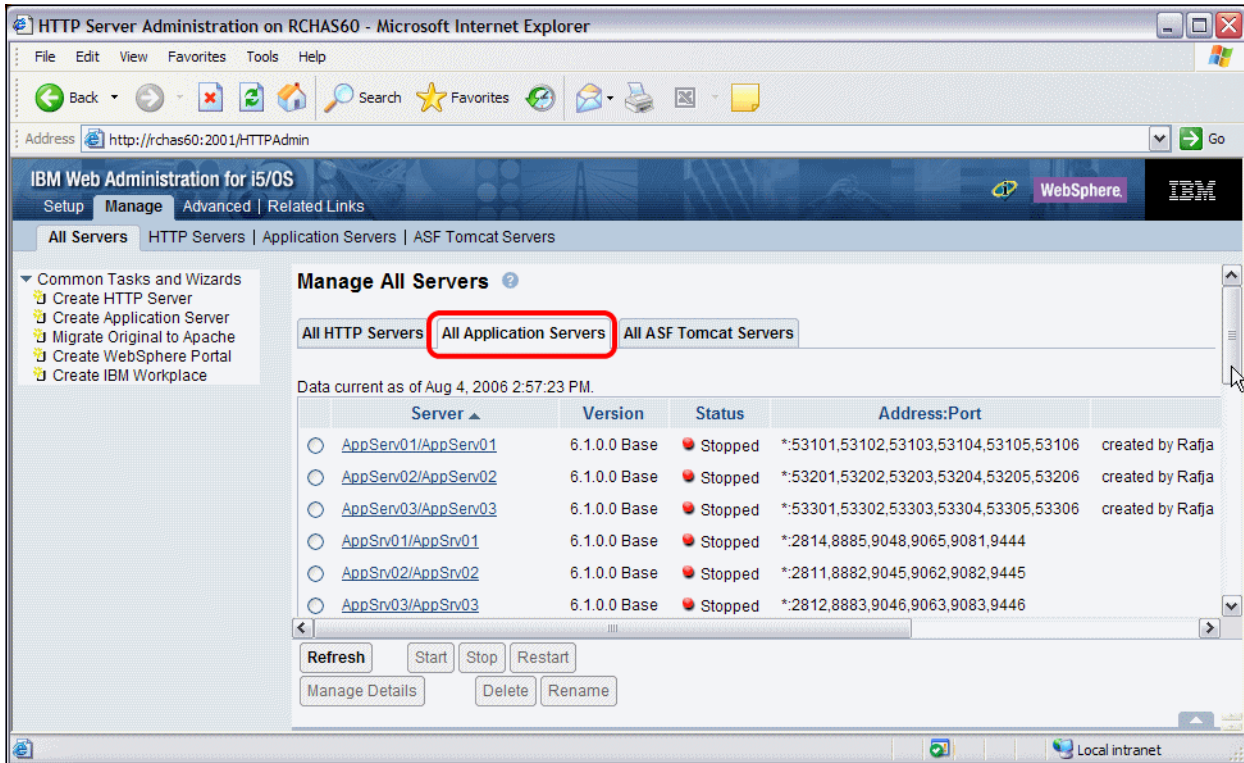 HTTP Server Administration on RCHAS60 - Microsoft Internet Explorer
File Edit View Favorites Tools Help
Back Search Favorites
Address http://rchas60:2001/HTTPAdmin Go
IBM Web Administration for i5/OS
WebSphere. IBM
Setup Manage Advanced | Related Links
All Servers HTTP Servers | Application Servers | ASF Tomcat Servers
Common Tasks and Wizards
Create HTTP Server
Create Application Server
Migrate Original to Apache
Create WebSphere Portal
Create IBM Workplace
Manage All Servers ?
All HTTP Servers All Application Servers All ASF Tomcat Servers
Data current as of Aug 4, 2006 2:57:23 PM.
Server Version Status Address:Port
AppServ01/AppServ01 6.1.0.0 Base Stopped *:53101,53102,53103,53104,53105,53106 created by Rafja
AppServ02/AppServ02 6.1.0.0 Base Stopped *:53201,53202,53203,53204,53205,53206 created by Rafja
AppServ03/AppServ03 6.1.0.0 Base Stopped *:53301,53302,53303,53304,53305,53306 created by Rafja
AppSrv01/AppSrv01 6.1.0.0 Base Stopped *:2814,8885,9048,9065,9081,9444
AppSrv02/AppSrv02 6.1.0.0 Base Stopped *:2811,8882,9045,9062,9082,9445
AppSrv03/AppSrv03 6.1.0.0 Base Stopped *:2812,8883,9046,9063,9083,9446
Refresh Start Stop Restart
Manage Details Delete Rename
Local intranet